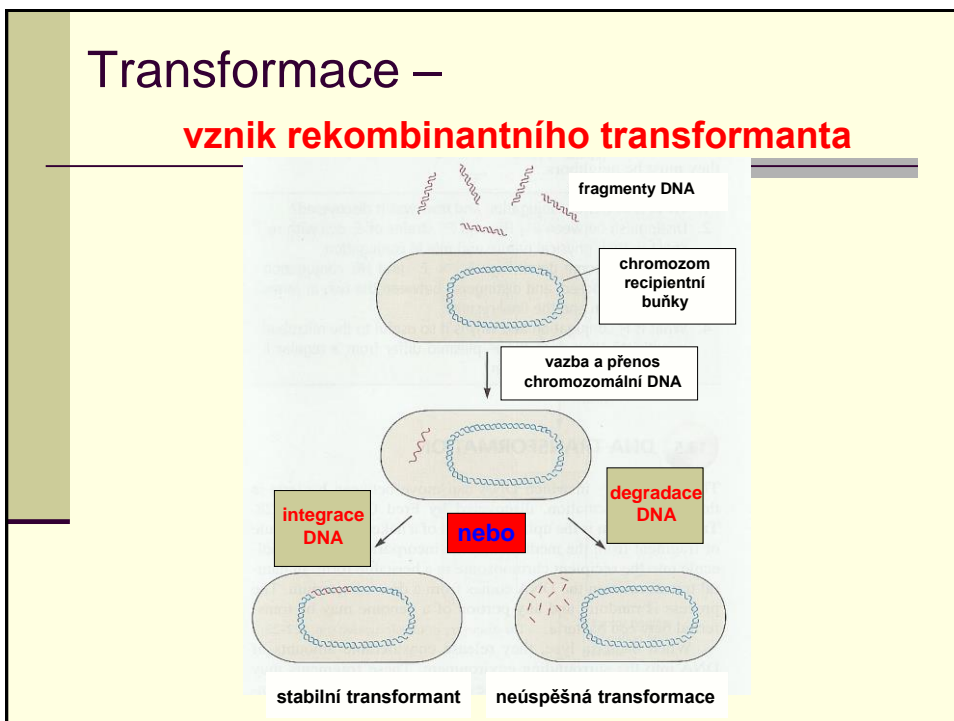 Transformace –
vznik rekombinantního transformanta
fragmenty DNA
chromozom
recipientní
buňky
vazba a přenos
chromozomální DNA
integrace
DNA
nebo
degradace
DNA
stabilní transformant
neúspěšná transformace